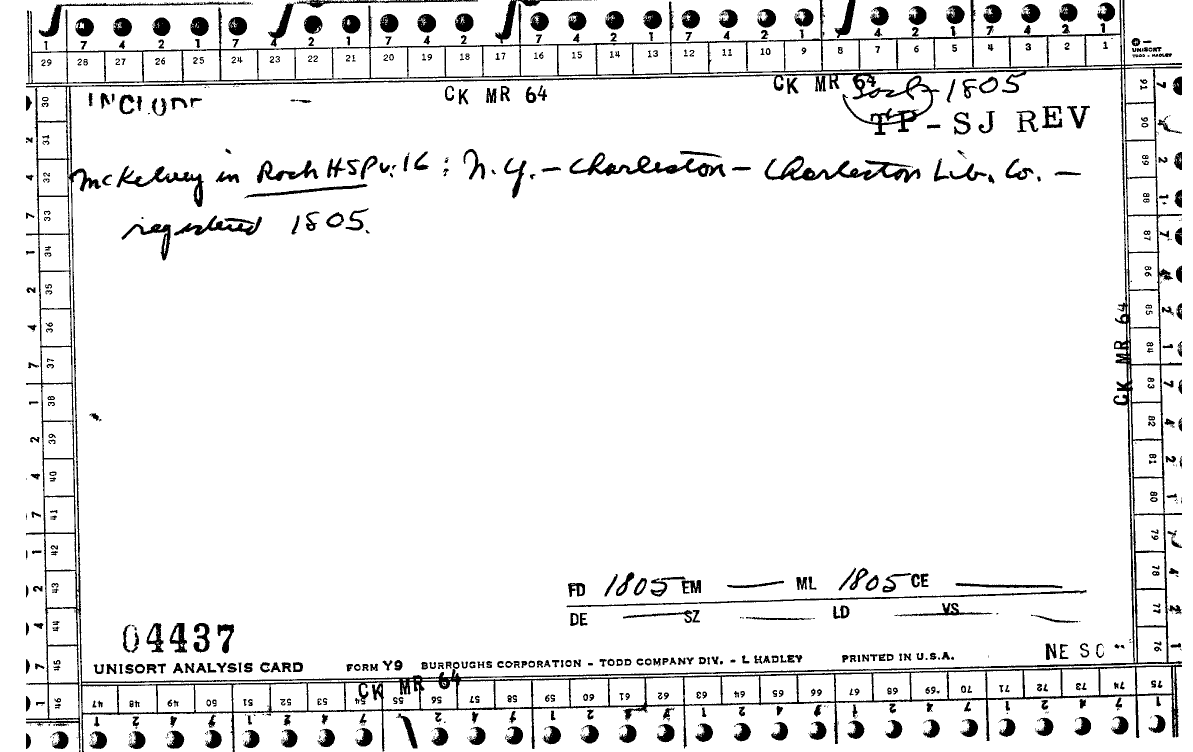 7 4 2 1 7 4 2 1 7 4 2 1 7 4 2 1 7 4 2 1 7 4 2 1
29 28 27 26 25 24 23 22 21 20 19 18 17 16 15 14 13 12 11 10 9 8 7 6 5 4 3 2 1
UNISORT
TODD - HADLEY
INCLUDE — CK MR 64 CK MR 64 1805
TP - SJ REV
McKelvey in Roch HSP v. 16 : N.Y. — Charleston — Charleston Lib. Co. —
registered 1805.
30 31 32 33 34 35 36 37 38 39 40 41 42 43 44 45 46
91 90 89 88 87 86 85 84 83 82 81 80 79 78 77 76
CK MR 64
FD 1805 EM — ML 1805 CE —
DE — SZ LD — VS —
04437
UNISORT ANALYSIS CARD FORM Y9 BURROUGHS CORPORATION - TODD COMPANY DIV. - L HADLEY PRINTED IN U.S.A. NE SC
CK MR 64
47 48 49 50 51 52 53 54 55 56 57 58 59 60 61 62 63 64 65 66 67 68 69 70 71 72 73 74 75